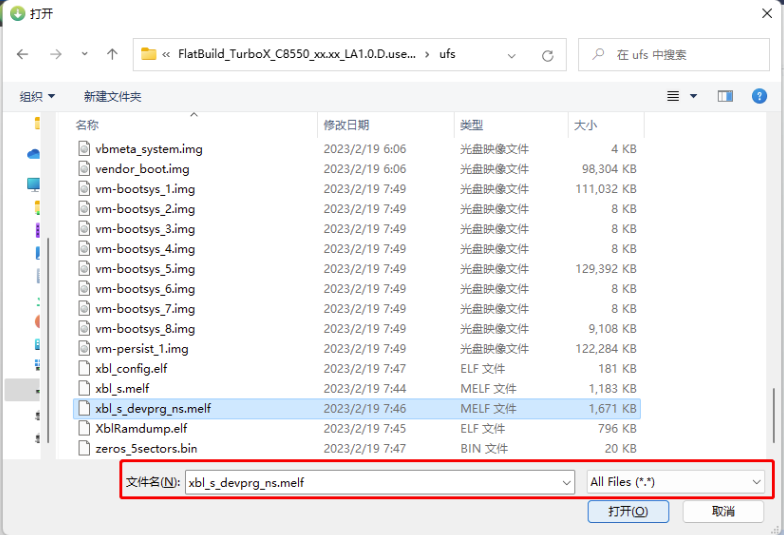 打开
« FlatBuild_TurboX_C8550_xx.xx_LA1.0.D.use... › ufs
在 ufs 中搜索
组织 新建文件夹
名称 修改日期 类型 大小
vbmeta_system.img 2023/2/19 6:06 光盘映像文件 4 KB
vendor_boot.img 2023/2/19 6:06 光盘映像文件 98,304 KB
vm-bootsys_1.img 2023/2/19 7:49 光盘映像文件 111,032 KB
vm-bootsys_2.img 2023/2/19 7:49 光盘映像文件 8 KB
vm-bootsys_3.img 2023/2/19 7:49 光盘映像文件 8 KB
vm-bootsys_4.img 2023/2/19 7:49 光盘映像文件 8 KB
vm-bootsys_5.img 2023/2/19 7:49 光盘映像文件 129,392 KB
vm-bootsys_6.img 2023/2/19 7:49 光盘映像文件 8 KB
vm-bootsys_7.img 2023/2/19 7:49 光盘映像文件 8 KB
vm-bootsys_8.img 2023/2/19 7:49 光盘映像文件 9,108 KB
vm-persist_1.img 2023/2/19 7:49 光盘映像文件 122,284 KB
xbl_config.elf 2023/2/19 7:47 ELF 文件 181 KB
xbl_s.melf 2023/2/19 7:44 MELF 文件 1,183 KB
xbl_s_devprg_ns.melf 2023/2/19 7:46 MELF 文件 1,671 KB
XblRamdump.elf 2023/2/19 7:45 ELF 文件 796 KB
zeros_5sectors.bin 2023/2/19 7:47 BIN 文件 20 KB
文件名(N): xbl_s_devprg_ns.melf All Files (*.*)
打开(O) 取消